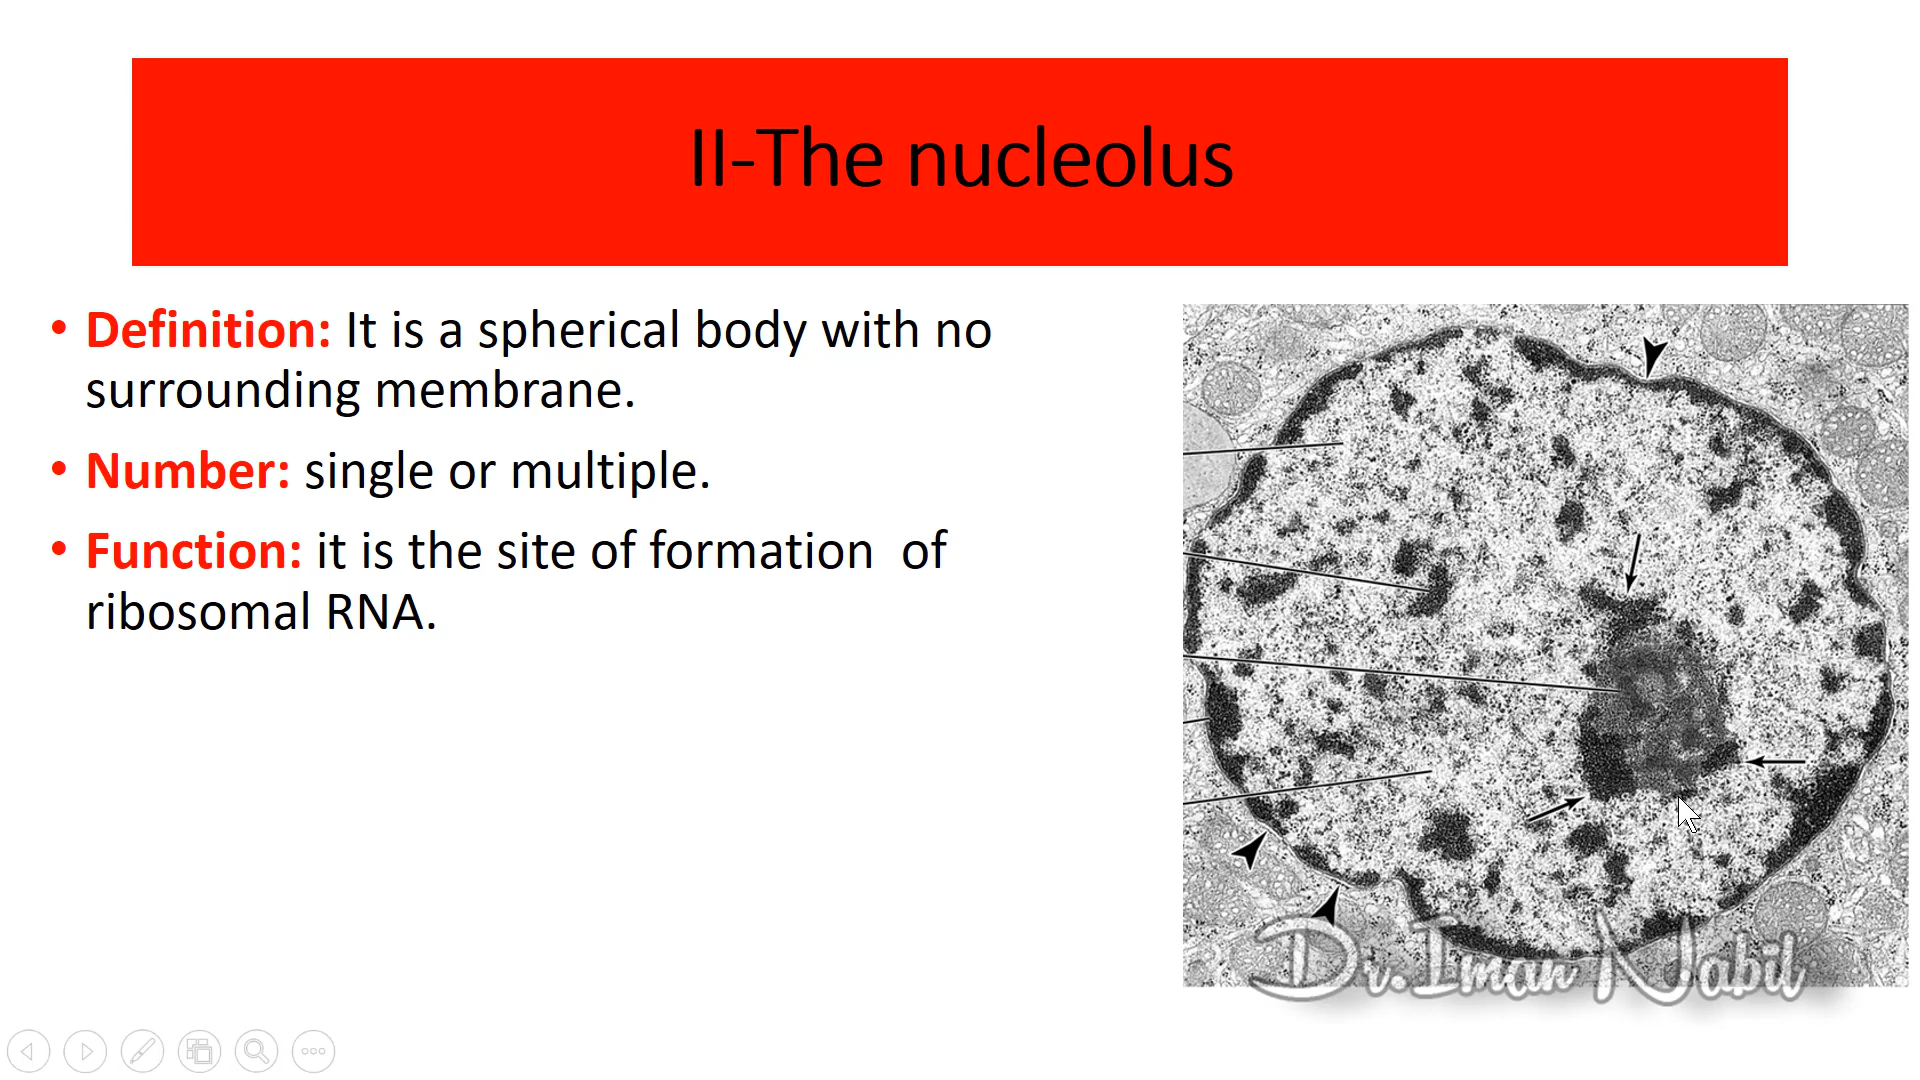 II-The nucleolus
• Definition: It is a spherical body with no
surrounding membrane.
• Number: single or multiple.
• Function: it is the site of formation  of
ribosomal RNA.
Dr.Iman Nabil